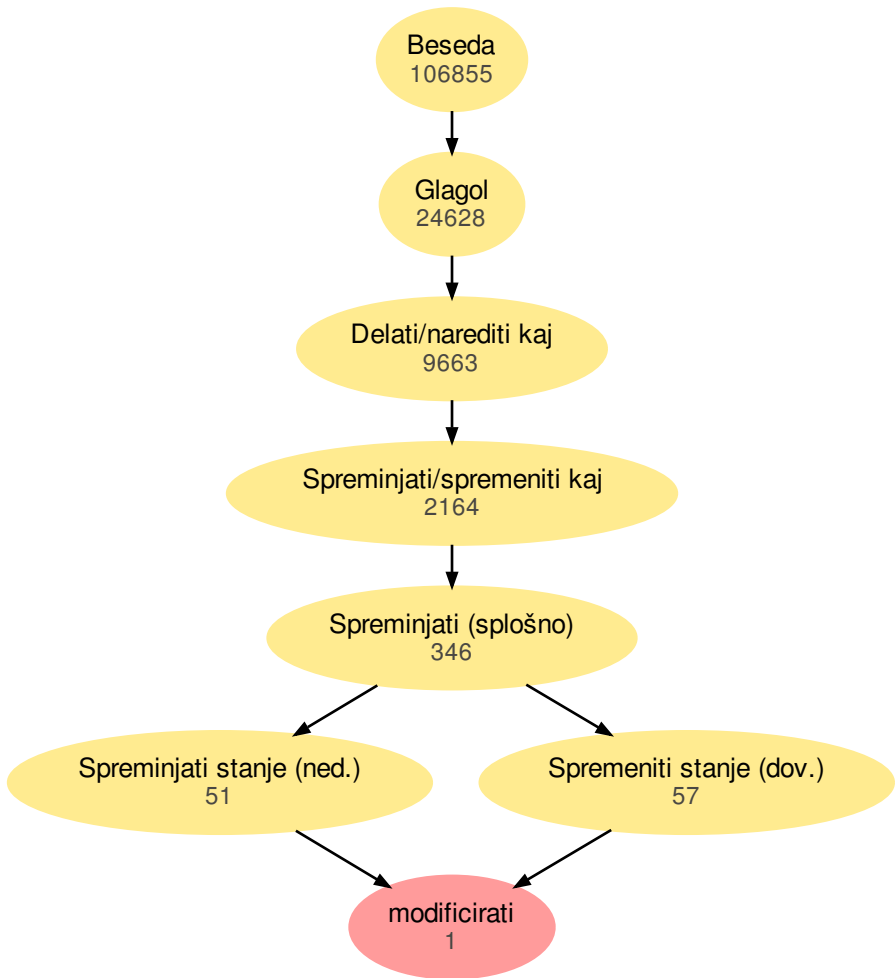 Beseda
106855
Glagol
24628
Delati/narediti kaj
9663
Spreminjati/spremeniti kaj
2164
Spreminjati (splošno)
346
Spreminjati stanje (ned.)
51
Spremeniti stanje (dov.)
57
modificirati
1